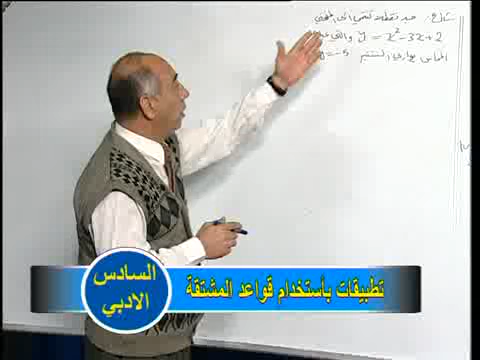 مثال: جد نقطة تنتمي الى المنحني
y = x² - 3x + 2 والتي عندها
المماس يوازي المستقيم = -5
السادس
الادبي
تطبيقات بأستخدام قواعد المشتقة